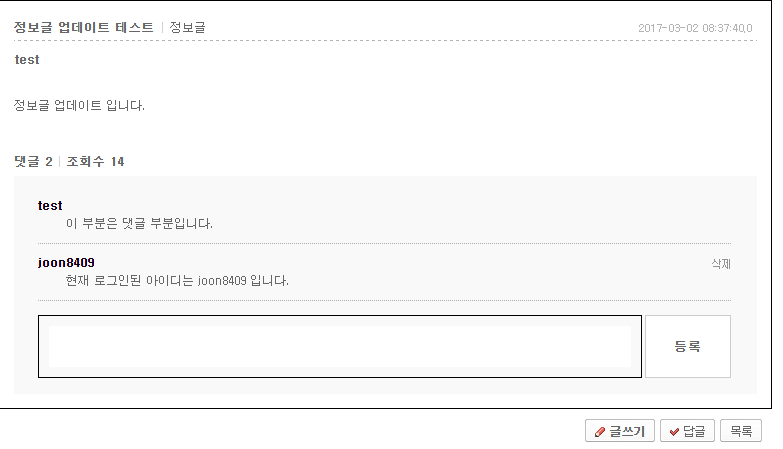 정보글 업데이트 테스트 | 정보글 2017-03-02 08:37:40.0
test
정보글 업데이트 입니다.
댓글 2 | 조회수 14
test
이 부분은 댓글 부분입니다.
joon8409 삭제
현재 로그인된 아이디는 joon8409 입니다.
등록
글쓰기 답글 목록